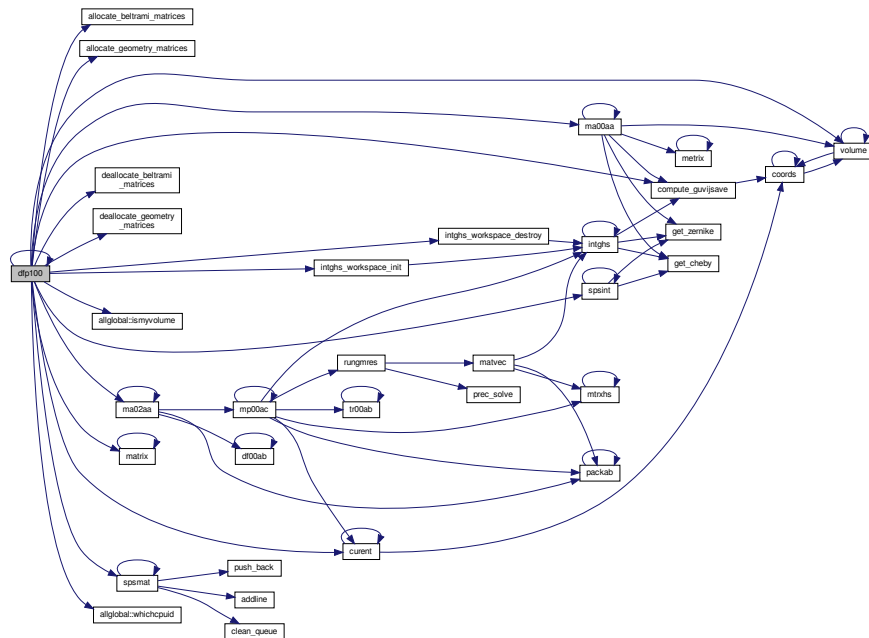 allocate_beltrami_matrices
allocate_geometry_matrices
ma00aa
volume
metrix
coords
deallocate_beltrami
_matrices
compute_guvijsave
deallocate_geometry
_matrices
get_zernike
intghs_workspace_destroy
intghs
dfp100
intghs_workspace_init
get_cheby
spsint
allglobal::ismyvolume
rungmres
matvec
prec_solve
mtrxhs
ma02aa
mp00ac
tr00ab
matrix
df00ab
packab
curent
push_back
spsmat
addline
allglobal::whichcpuid
clean_queue